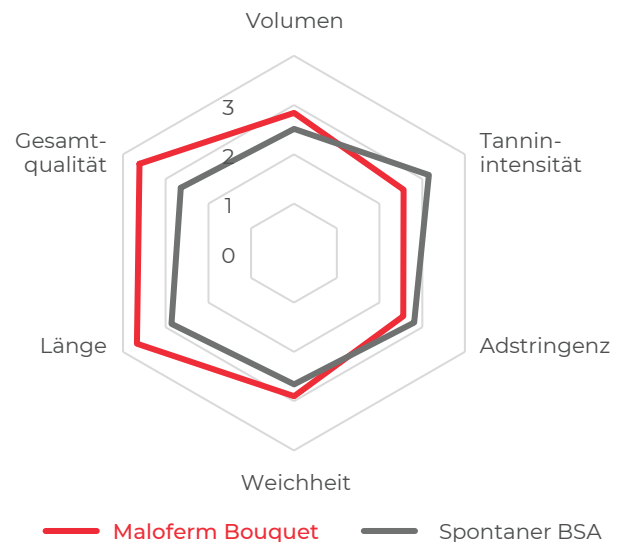 Volumen
3
Gesamt-
qualität
Tannin-
intensität
2
1
0
Länge
Adstringenz
Weichheit
Maloferm Bouquet
Spontaner BSA